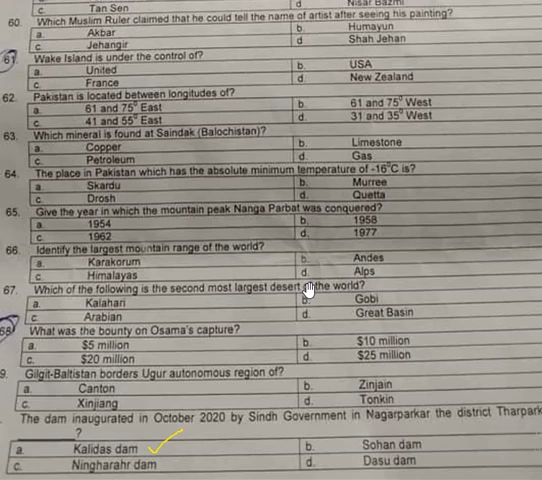 c. Tan Sen d Nisar Bazmi
60. Which Muslim Ruler claimed that he could tell the name of artist after seeing his painting?
a. Akbar b. Humayun
c. Jehangir d Shah Jehan
61. Wake Island is under the control of?
a. United b. USA
c. France d. New Zealand
62. Pakistan is located between longitudes of?
a. 61 and 75° East b. 61 and 75° West
c. 41 and 55° East d. 31 and 35° West
63. Which mineral is found at Saindak (Balochistan)?
a. Copper b. Limestone
c. Petroleum d. Gas
64. The place in Pakistan which has the absolute minimum temperature of -16°C is?
a. Skardu b. Murree
c. Drosh d. Quetta
65. Give the year in which the mountain peak Nanga Parbat was conquered?
a. 1954 b. 1958
c. 1962 d. 1977
66. Identify the largest mountain range of the world?
a. Karakorum b. Andes
c. Himalayas d. Alps
67. Which of the following is the second most largest desert the world?
a. Kalahari b. Gobi
c. Arabian d. Great Basin
68 What was the bounty on Osama's capture?
a. $5 million b. $10 million
c. $20 million d. $25 million
9. Gilgit-Baltistan borders Ugur autonomous region of?
a. Canton b. Zinjain
c. Xinjiang d. Tonkin
The dam inaugurated in October 2020 by Sindh Government in Nagarparkar the district Tharpark
________?
a. Kalidas dam b. Sohan dam
c. Ningharahr dam d. Dasu dam